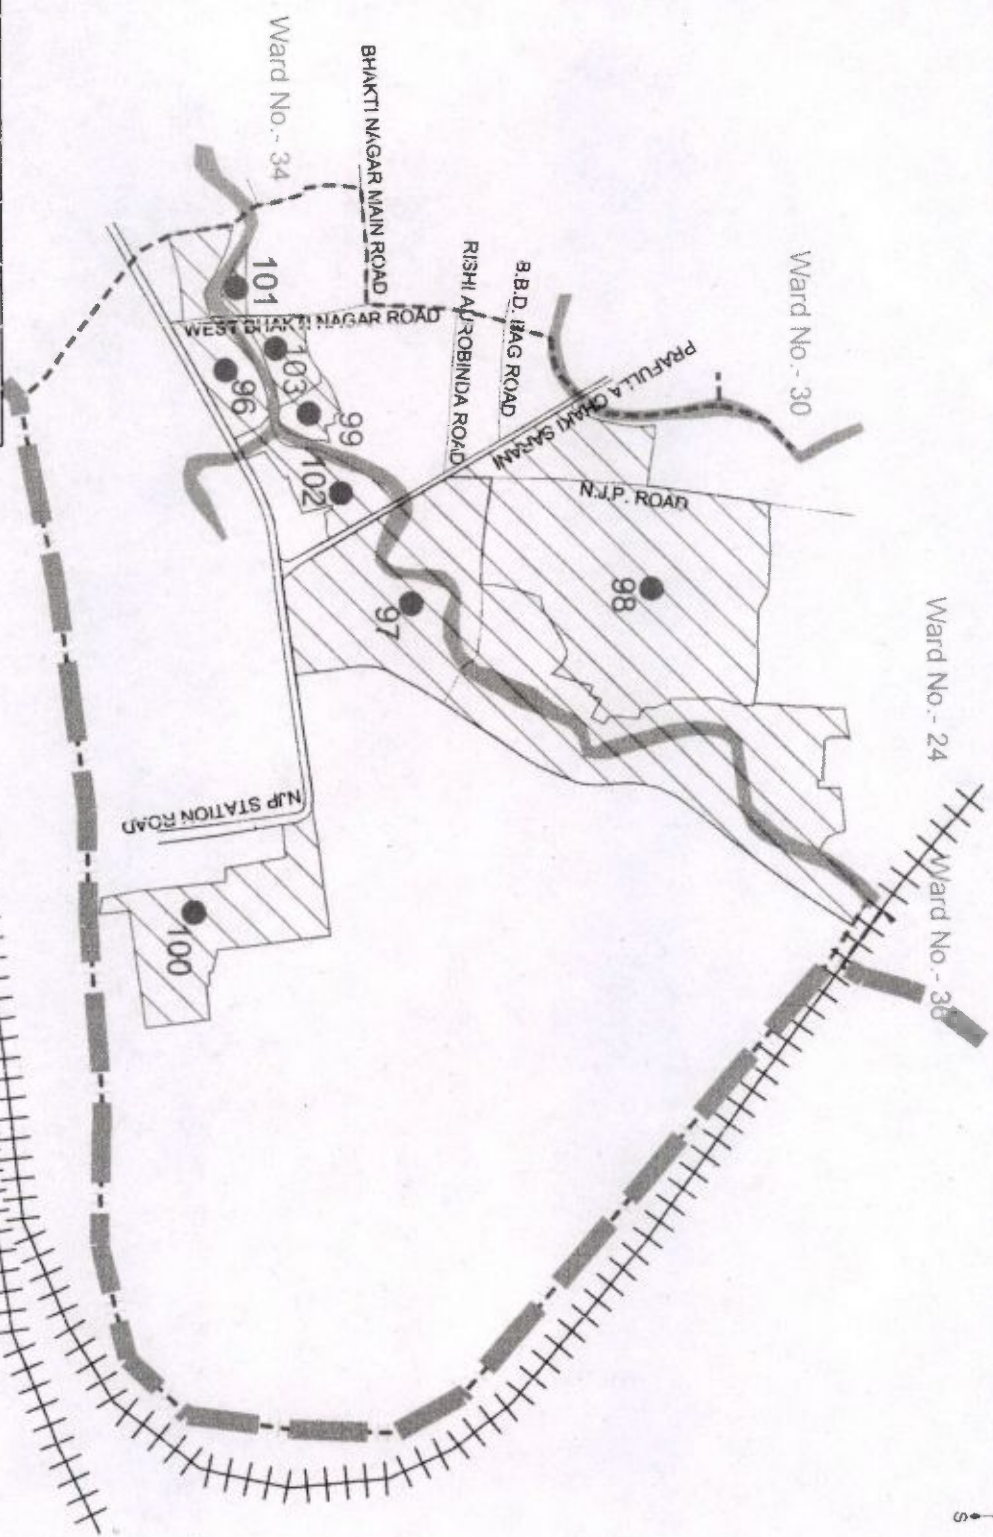 Ward No.- 34
BHAKTI NAGAR MAIN ROAD
RISHI AUROBINDA ROAD
B.B.D. BAG ROAD
Ward No.- 30
PRAFULLA CHAKI SARANI
WEST BHAKTI NAGAR ROAD
N.J.P. ROAD
101
103
96
99
102
97
98
Ward No.- 24
Ward No.- 38
NJP STATION ROAD
100
S